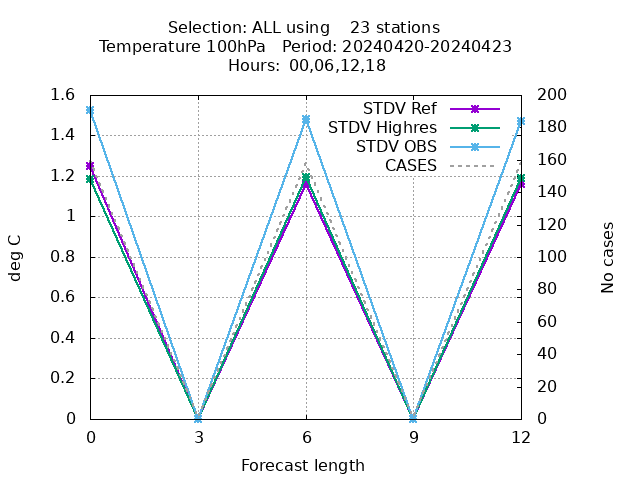 Selection: ALL using 23 stations
Temperature 100hPa Period: 20240420-20240423
Hours: 00,06,12,18
STDV Ref
STDV Highres
STDV OBS
CASES
1.6
1.4
1.2
1
0.8
0.6
0.4
0.2
0
deg C
200
180
160
140
120
100
80
60
40
20
0
No cases
0 3 6 9 12
Forecast length